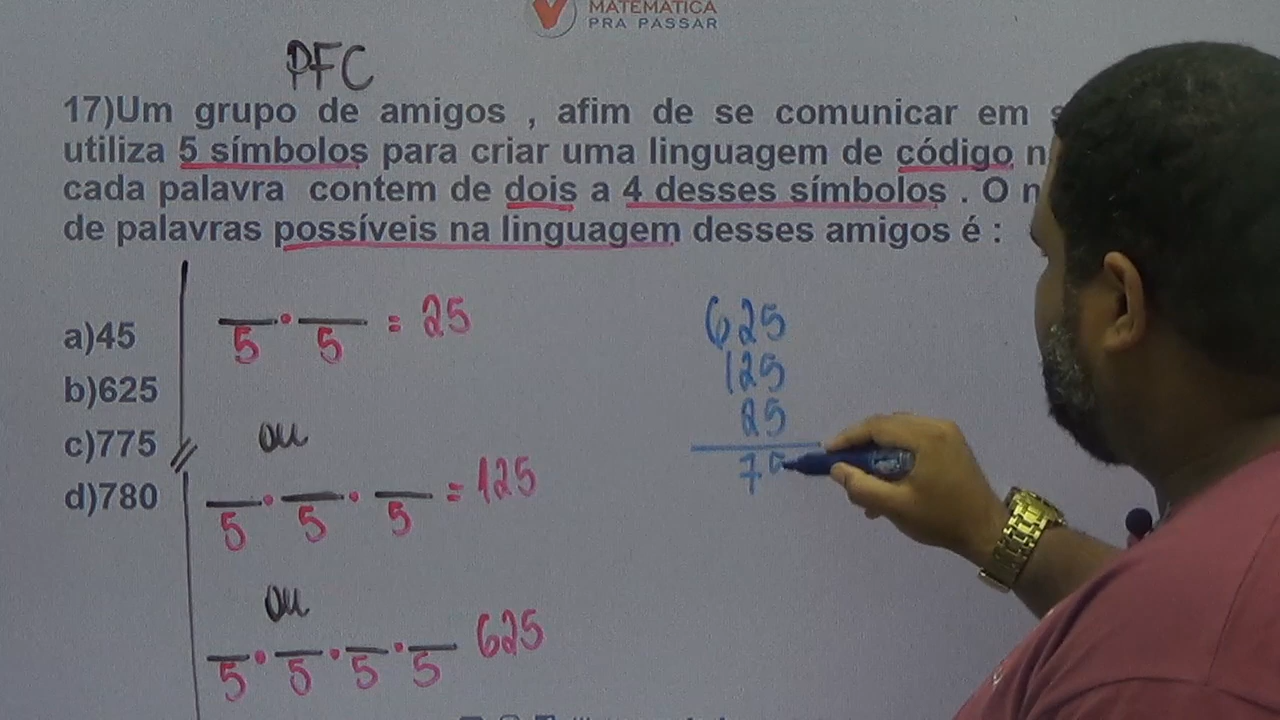 MATEMÁTICA
PRA PASSAR
PFC
17)Um grupo de amigos , afim de se comunicar em
utiliza 5 símbolos para criar uma linguagem de código
cada palavra contem de dois a 4 desses símbolos . O
de palavras possíveis na linguagem desses amigos é :
a)45
b)625
c)775
d)780
5 · 5 = 25
ou
5 · 5 · 5 = 125
ou
5 · 5 · 5 · 5 625
625
125
25
75